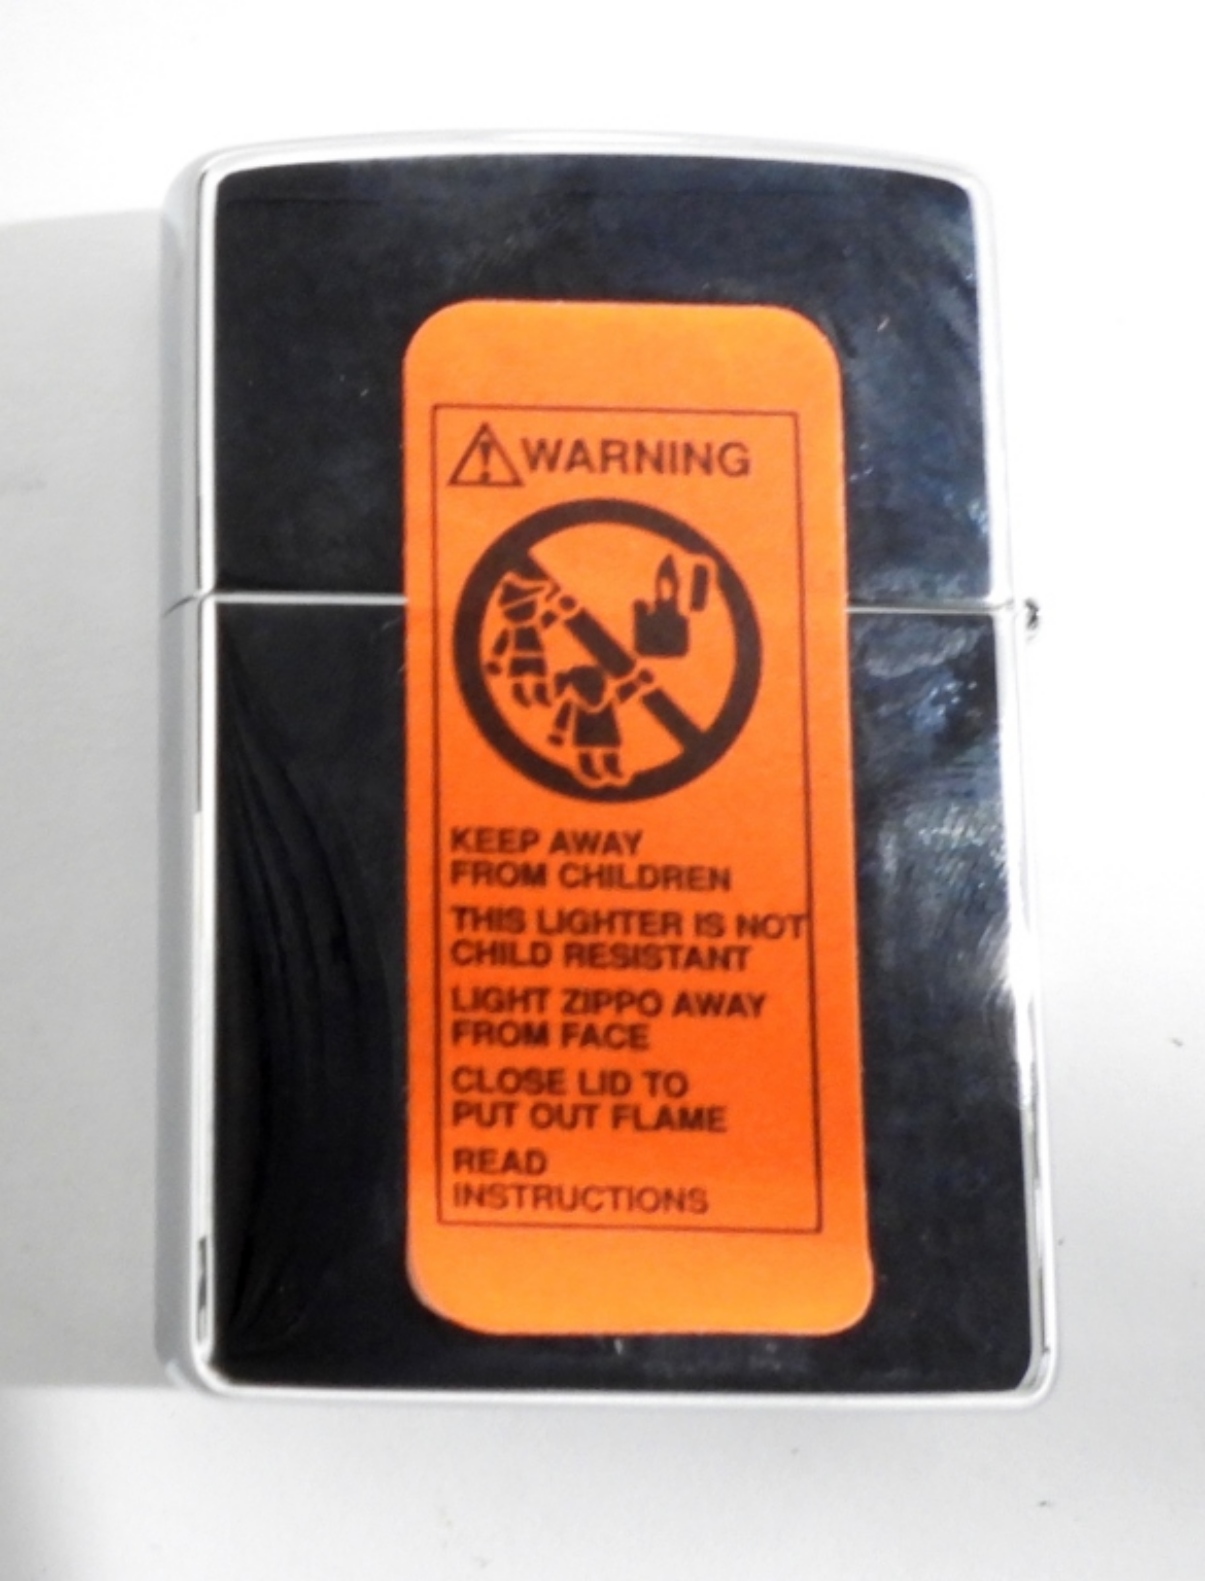 WARNING
KEEP AWAY
FROM CHILDREN
THIS LIGHTER IS NOT
CHILD RESISTANT
LIGHT ZIPPO AWAY
FROM FACE
CLOSE LID TO
PUT OUT FLAME
READ
INSTRUCTIONS